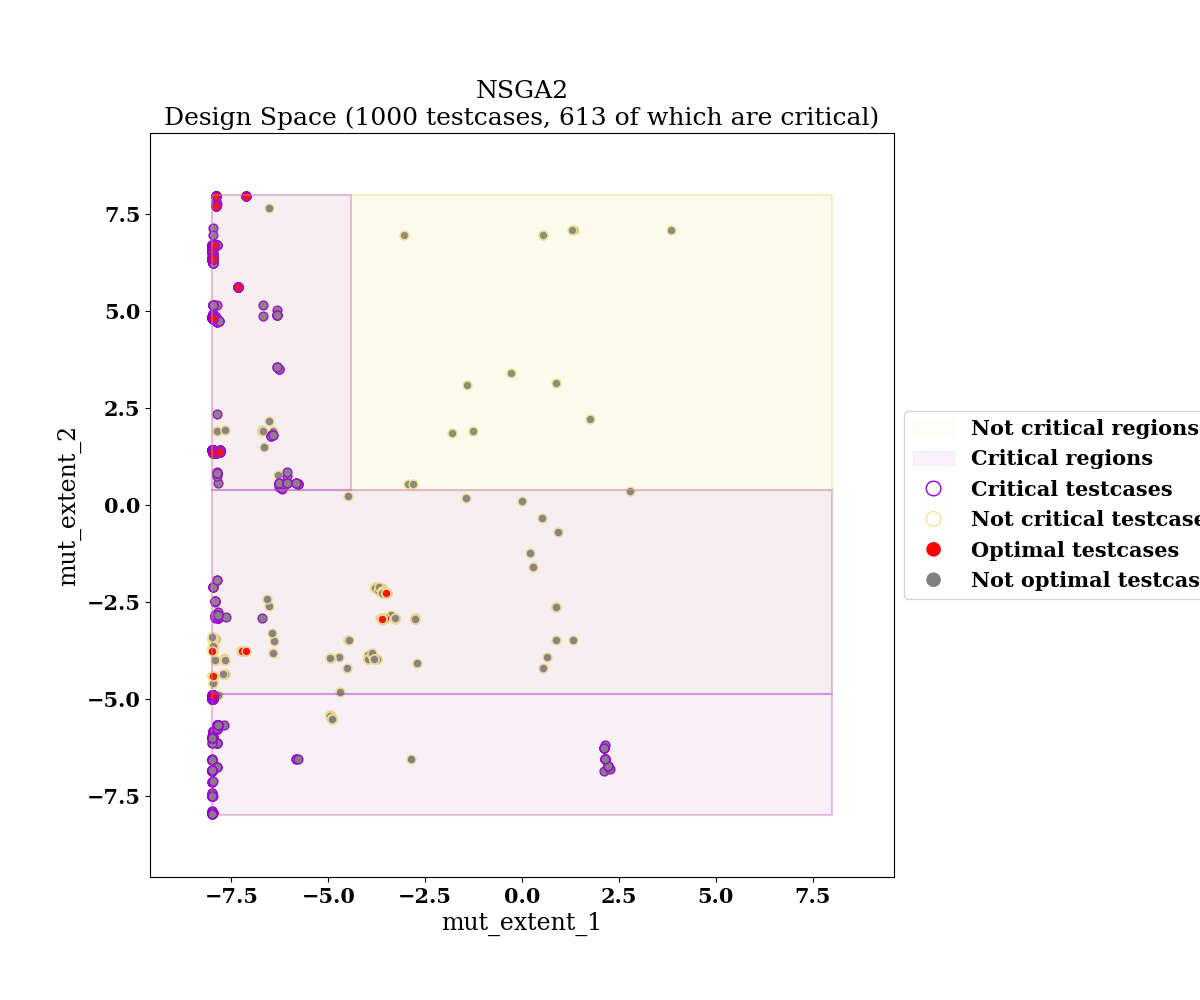 NSGA2
Design Space (1000 testcases, 613 of which are critical)
7.5
5.0
2.5
0.0
−2.5
−5.0
−7.5
mut_extent_2
−7.5 −5.0 −2.5 0.0 2.5 5.0 7.5
mut_extent_1
Not critical regions
Critical regions
Critical testcases
Not critical testcase
Optimal testcases
Not optimal testcas